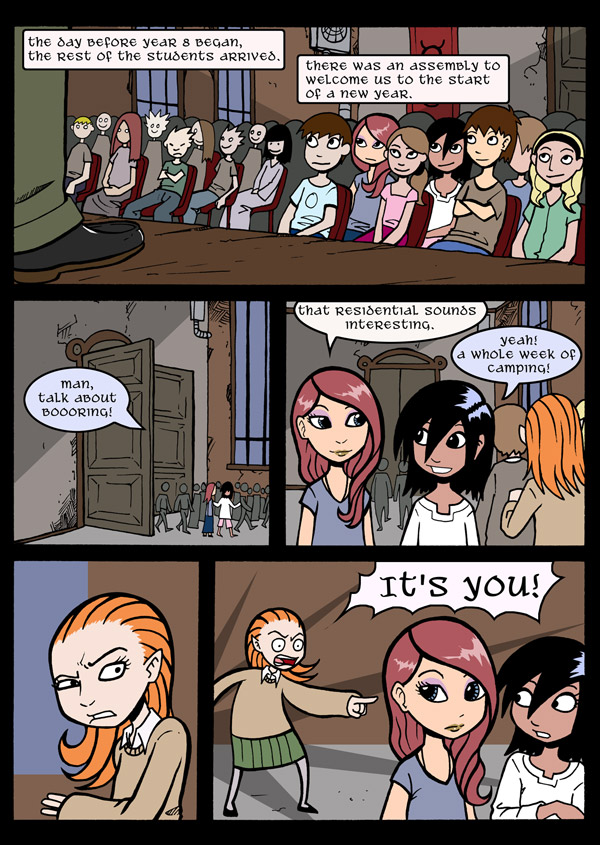 the day before year 8 began,
the rest of the students arrived.
there was an assembly to
welcome us to the start
of a new year.
man,
talk about
boooring!
that residential sounds
interesting.
yeah!
a whole week of
camping!
It's you!